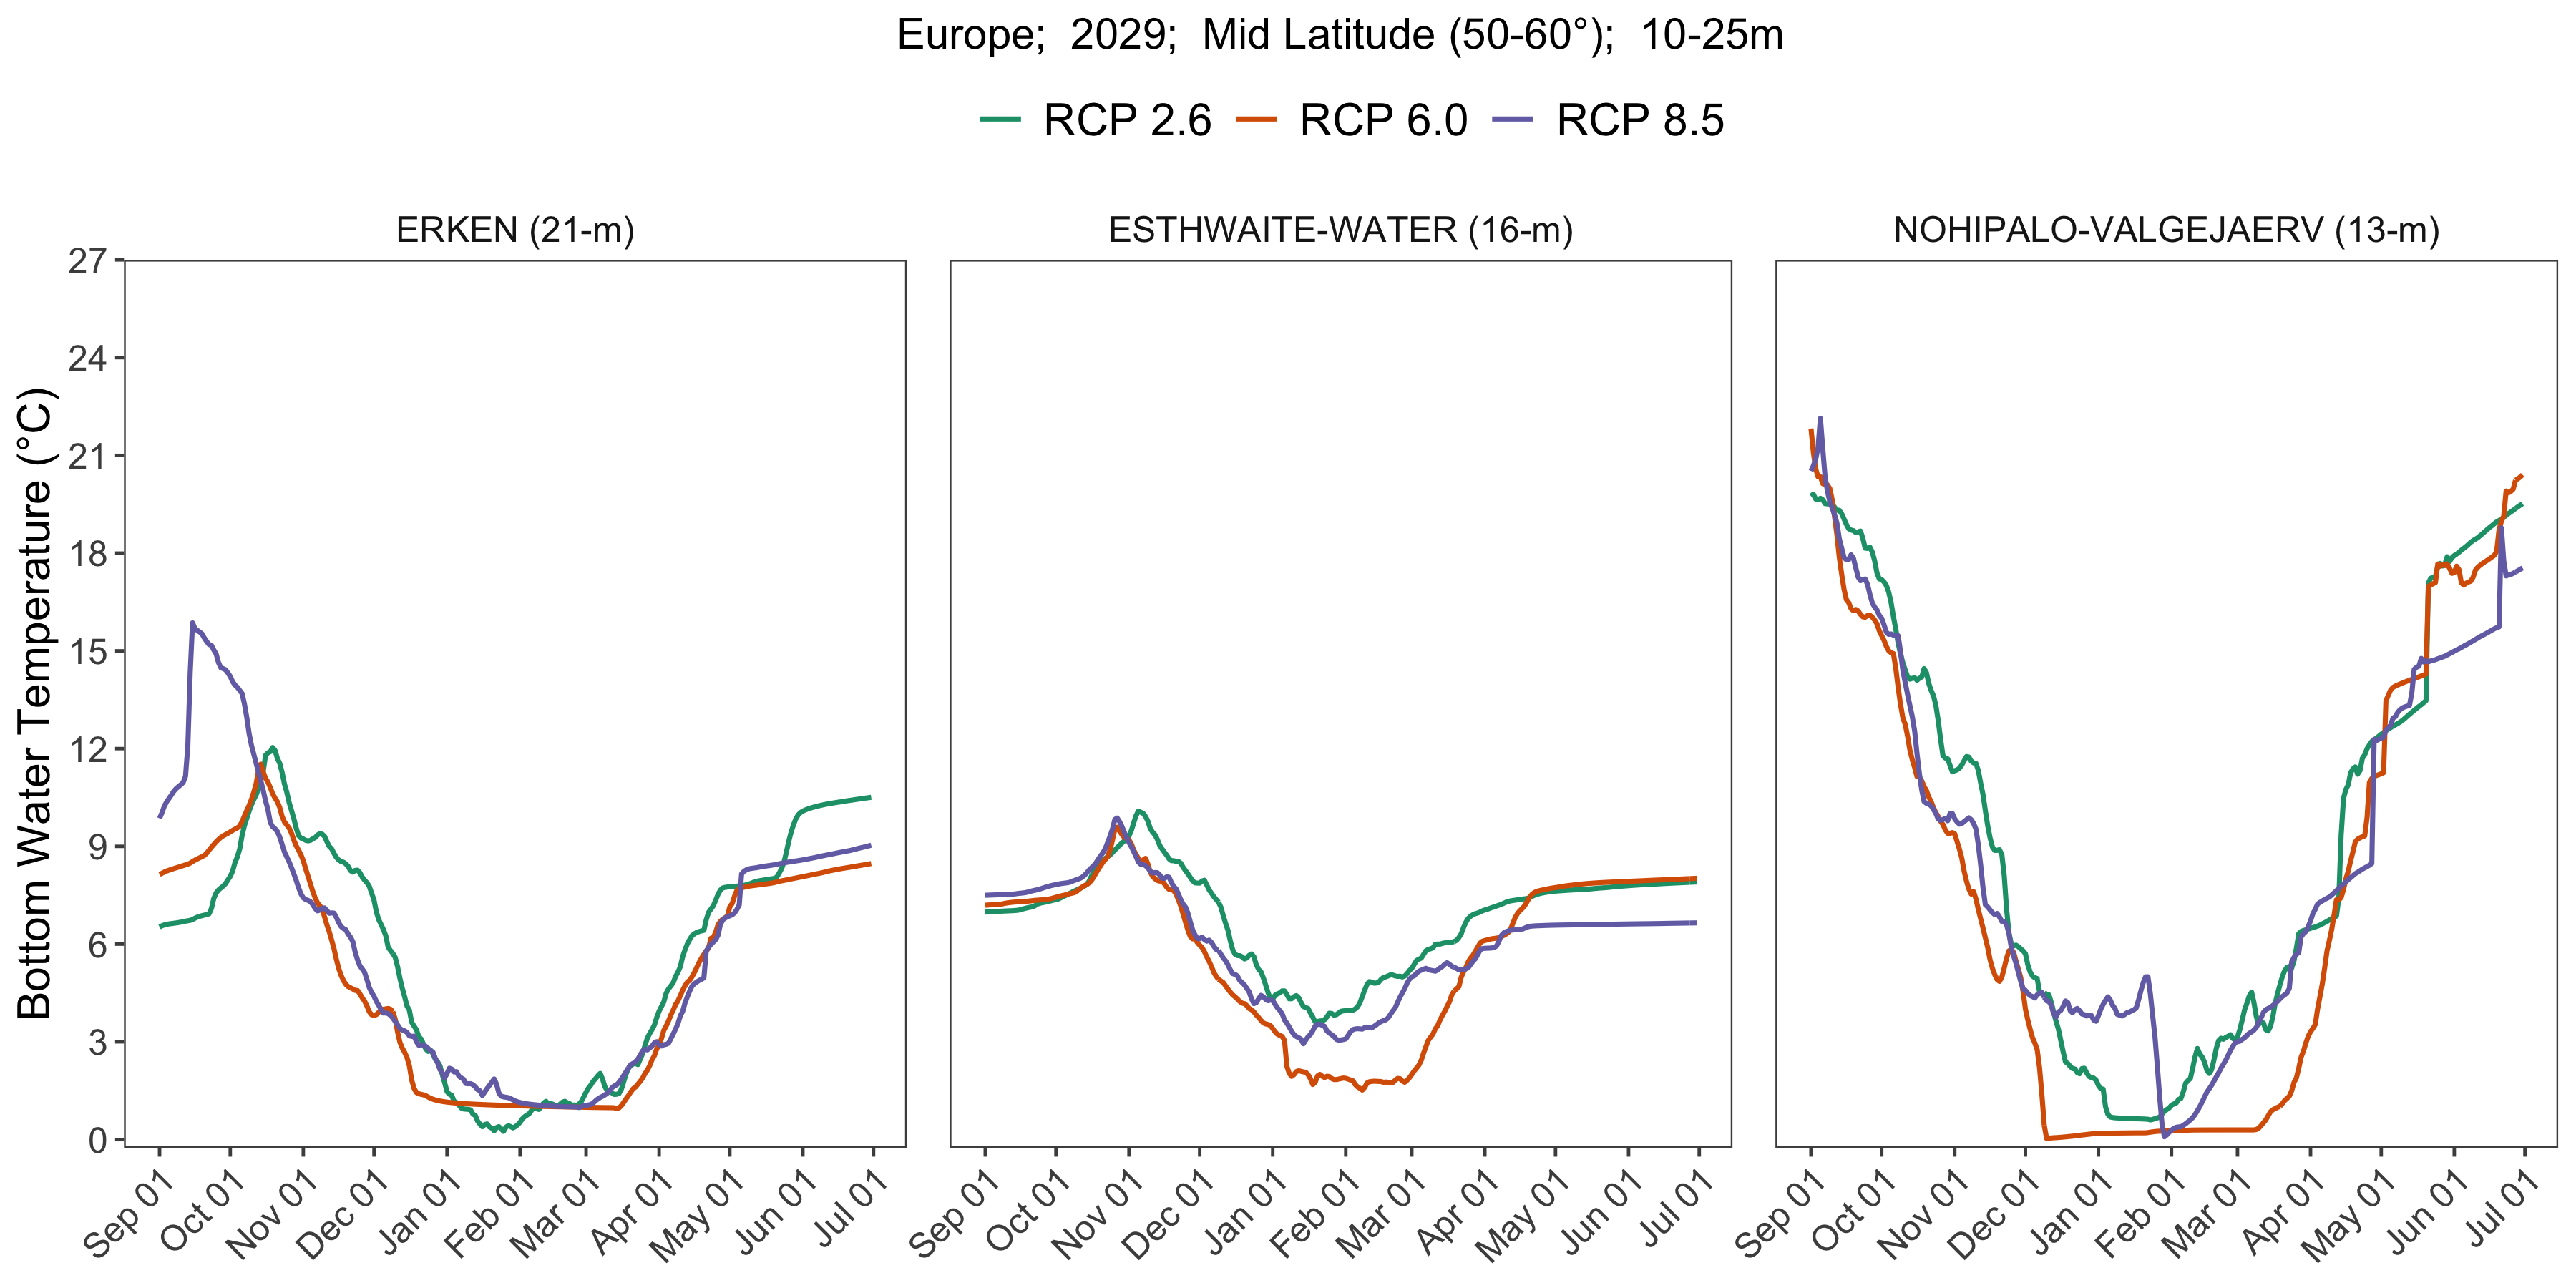 Europe;  2029;  Mid Latitude (50-60°);  10-25m
RCP 2.6 RCP 6.0 RCP 8.5
ERKEN (21-m) ESTHWAITE-WATER (16-m) NOHIPALO-VALGEJAERV (13-m)
Bottom Water Temperature (°C)
27
24
21
18
15
12
9
6
3
0
Sep 01 Oct 01 Nov 01 Dec 01 Jan 01 Feb 01 Mar 01 Apr 01 May 01 Jun 01 Jul 01
Sep 01 Oct 01 Nov 01 Dec 01 Jan 01 Feb 01 Mar 01 Apr 01 May 01 Jun 01 Jul 01
Sep 01 Oct 01 Nov 01 Dec 01 Jan 01 Feb 01 Mar 01 Apr 01 May 01 Jun 01 Jul 01